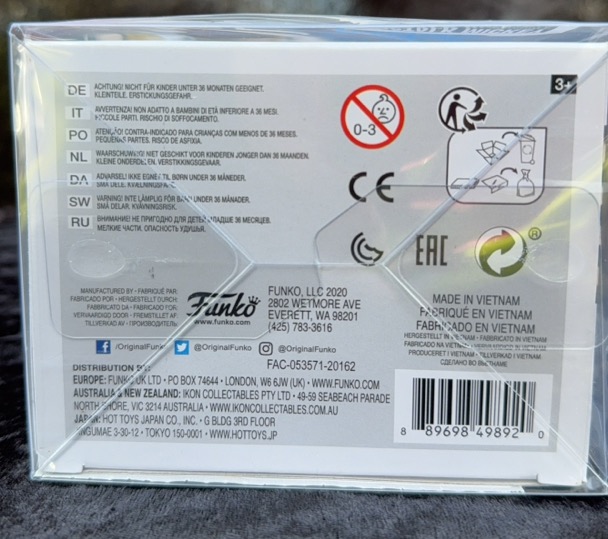 DE ACHTUNG! NICHT FÜR KINDER UNTER 36 MONATEN GEEIGNET.
KLEINTEILE. ERSTICKUNGSGEFAHR.
IT AVVERTENZA! NON ADATTO A BAMBINI DI ETÀ INFERIORE A 36 MESI.
PICCOLE PARTI. RISCHIO DI SOFFOCAMENTO.
PO ATENÇÃO! CONTRA-INDICADO PARA CRIANÇAS COM MENOS DE 36 MESES.
PEQUENAS PARTES. RISCO DE ASFIXIA.
NL WAARSCHUWING! NIET GESCHIKT VOOR KINDEREN JONGER DAN 36 MAANDEN.
KLEINE ONDERDELEN. VERSTIKKINGSGEVAAR.
DA ADVARSEL! IKKE EGNET TIL BØRN UNDER 36 MÅNEDER.
SMÅ DELE.
SW VARNING! INTE LÄMPLIG FÖR BARN UNDER 36 MÅNADER.
SMÅ DELAR. KVÄVNINGSRISK.
RU ВНИМАНИЕ! НЕ ПРИГОДНО ДЛЯ ДЕТЕЙ МЛАДШЕ 36 МЕСЯЦЕВ.
МЕЛКИЕ ЧАСТИ. ОПАСНОСТЬ УДУШЬЯ.
0-3
3+
CE
EAC
®
MANUFACTURED BY • FABRIQUÉ PAR:
FABRICADO POR • HERGESTELLT DURCH:
FABBRICATO DA • FABRICADO POR:
VERVAARDIGD DOOR • FREMSTILLET AF:
TILLVERKAD AV • ПРОИЗВОДИТЕЛЬ:
Funko
www.funko.com
FUNKO, LLC 2020
2802 WETMORE AVE
EVERETT, WA 98201
(425) 783-3616
MADE IN VIETNAM
FABRIQUÉ EN VIETNAM
FABRICADO EN VIETNAM
HERGESTELLT IN VIETNAM • FABBRICATO IN VIETNAM
FABRICADO NA VIETNAM • VERVAARDIGD IN VIETNAM
PRODUCERET I VIETNAM • TILLVERKAD I VIETNAM
СДЕЛАНО ВО ВЬЕТНАМЕ
/OriginalFunko @OriginalFunko @OriginalFunko
FAC-053571-20162
DISTRIBUTION BY:
EUROPE: FUNKO UK LTD • PO BOX 74644 • LONDON, W6 6JW (UK) • WWW.FUNKO.COM
AUSTRALIA & NEW ZEALAND: IKON COLLECTABLES PTY LTD • 49-59 SEABEACH PARADE
NORTH SHORE, VIC 3214 AUSTRALIA • WWW.IKONCOLLECTABLES.COM.AU
JAPAN: HOT TOYS JAPAN CO., INC. • G BLDG 3RD FLOOR
JINGUMAE 3-30-12 • TOKYO 150-0001 • WWW.HOTTOYS.JP
8 89698 49892 0